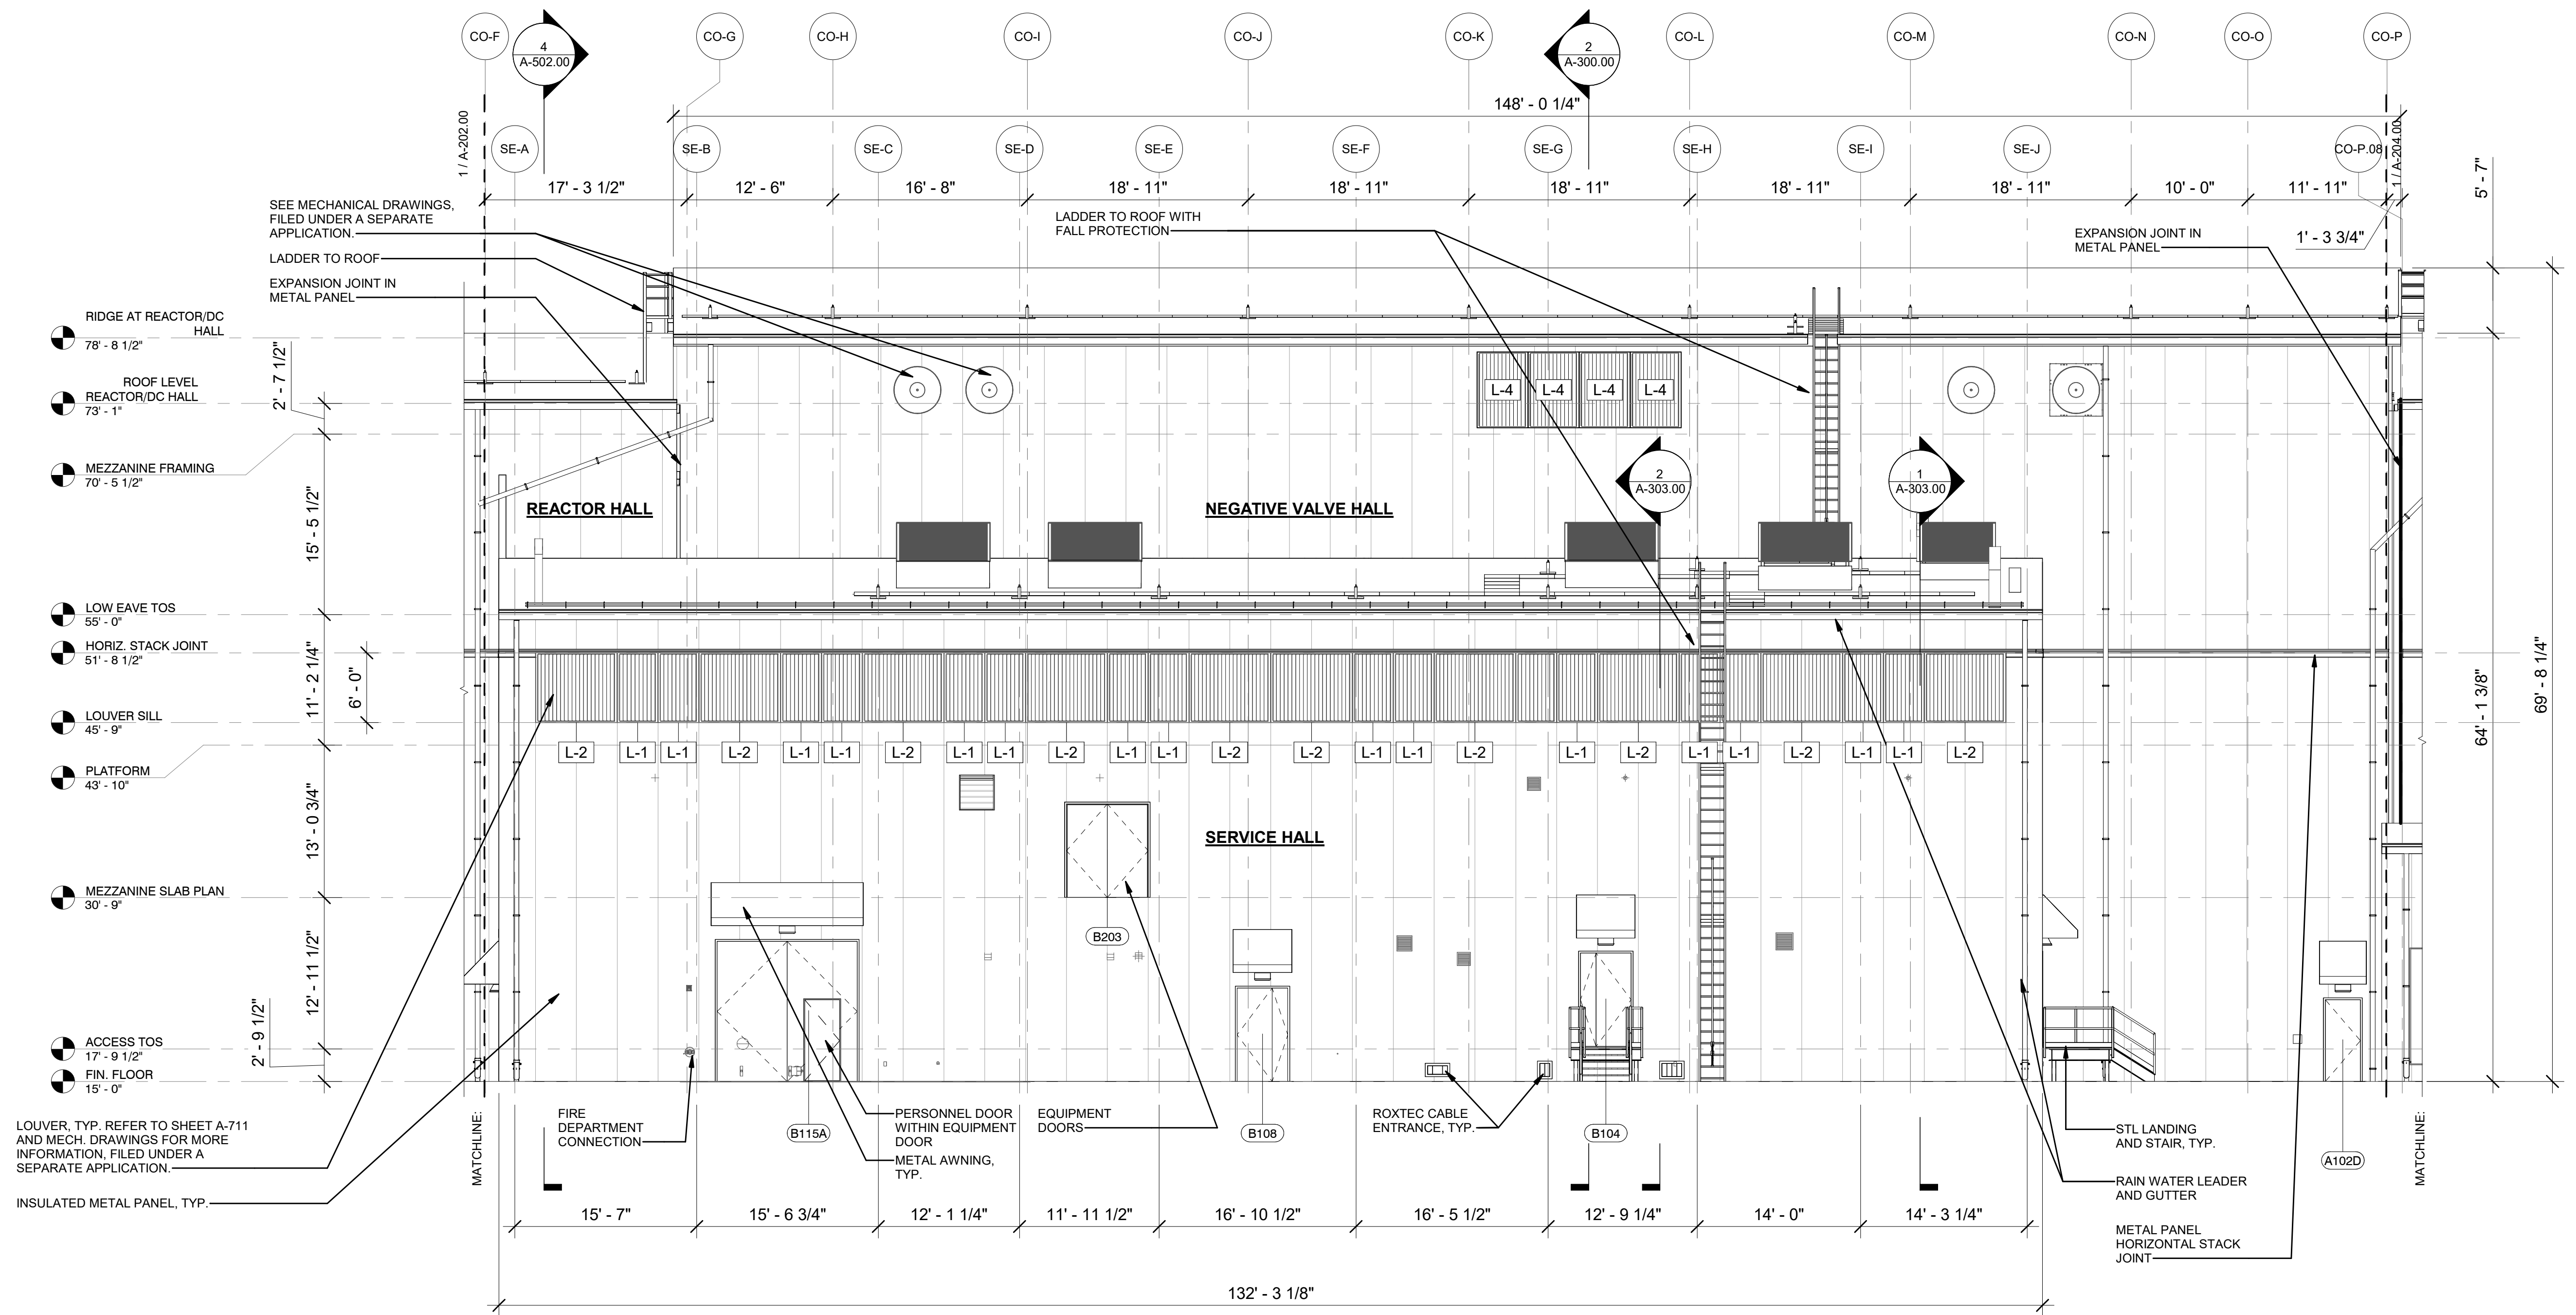 CO-F
4
A-502.00
CO-G
CO-H
CO-I
CO-J
CO-K
2
A-300.00
CO-L
CO-M
CO-N
CO-O
CO-P
148' - 0 1/4"
1 / A-202.00
SE-A
SE-B
SE-C
SE-D
SE-E
SE-F
SE-G
SE-H
SE-I
SE-J
CO-P.08
1 / A-204.00
17' - 3 1/2"
12' - 6"
16' - 8"
18' - 11"
18' - 11"
18' - 11"
18' - 11"
18' - 11"
10' - 0"
11' - 11"
1' - 3 3/4"
5' - 7"
SEE MECHANICAL DRAWINGS,
FILED UNDER A SEPARATE
APPLICATION.
LADDER TO ROOF
EXPANSION JOINT IN
METAL PANEL
LADDER TO ROOF WITH
FALL PROTECTION
EXPANSION JOINT IN
METAL PANEL
RIDGE AT REACTOR/DC
HALL
78' - 8 1/2"
ROOF LEVEL
REACTOR/DC HALL
73' - 1"
MEZZANINE FRAMING
70' - 5 1/2"
LOW EAVE TOS
55' - 0"
HORIZ. STACK JOINT
51' - 8 1/2"
LOUVER SILL
45' - 9"
PLATFORM
43' - 10"
MEZZANINE SLAB PLAN
30' - 9"
ACCESS TOS
17' - 9 1/2"
FIN. FLOOR
15' - 0"
2' - 7 1/2"
15' - 5 1/2"
11' - 2 1/4"
6' - 0"
13' - 0 3/4"
12' - 11 1/2"
2' - 9 1/2"
L-4
L-4
L-4
L-4
2
A-303.00
1
A-303.00
REACTOR HALL
NEGATIVE VALVE HALL
64' - 1 3/8"
69' - 8 1/4"
L-2
L-1
L-1
L-2
L-1
L-1
L-2
L-1
L-1
L-2
L-1
L-1
L-2
L-2
L-1
L-1
L-2
L-1
L-2
L-1
L-1
L-2
L-1
L-1
L-2
SERVICE HALL
B203
LOUVER, TYP. REFER TO SHEET A-711
AND MECH. DRAWINGS FOR MORE
INFORMATION, FILED UNDER A
SEPARATE APPLICATION.
INSULATED METAL PANEL, TYP.
MATCHLINE:
FIRE
DEPARTMENT
CONNECTION
B115A
PERSONNEL DOOR
WITHIN EQUIPMENT
DOOR
METAL AWNING,
TYP.
EQUIPMENT
DOORS
B108
ROXTEC CABLE
ENTRANCE, TYP.
B104
STL LANDING
AND STAIR, TYP.
RAIN WATER LEADER
AND GUTTER
METAL PANEL
HORIZONTAL STACK
JOINT
A102D
MATCHLINE:
15' - 7"
15' - 6 3/4"
12' - 1 1/4"
11' - 11 1/2"
16' - 10 1/2"
16' - 5 1/2"
12' - 9 1/4"
14' - 0"
14' - 3 1/4"
132' - 3 1/8"